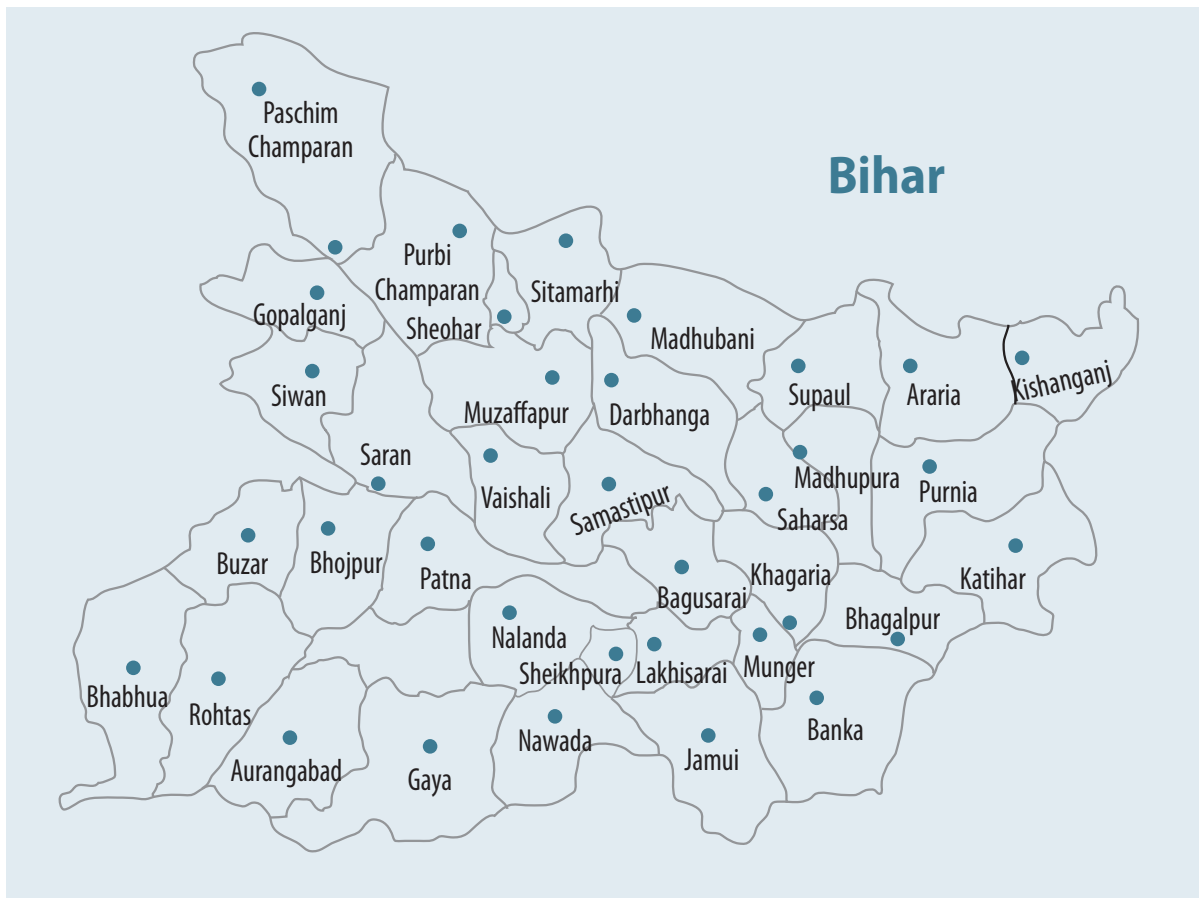 Bihar
Paschim
Champaran
Purbi
Champaran
Sheohar
Sitamarhi
Gopalganj
Madhubani
Siwan
Muzaffapur
Darbhanga
Supaul
Araria
Kishanganj
Saran
Vaishali
Samastipur
Madhupura
Saharsa
Purnia
Buzar
Bhojpur
Patna
Bagusarai
Khagaria
Katihar
Nalanda
Sheikhpura
Lakhisarai
Munger
Bhagalpur
Bhabhua
Rohtas
Aurangabad
Gaya
Nawada
Jamui
Banka